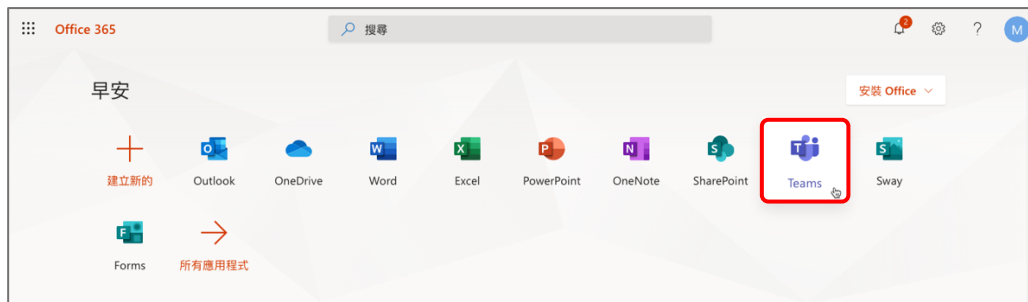 Office 365 搜尋 2 ? M
早安 安裝 Office
建立新的 Outlook OneDrive Word Excel PowerPoint OneNote SharePoint Teams Sway
Forms 所有應用程式